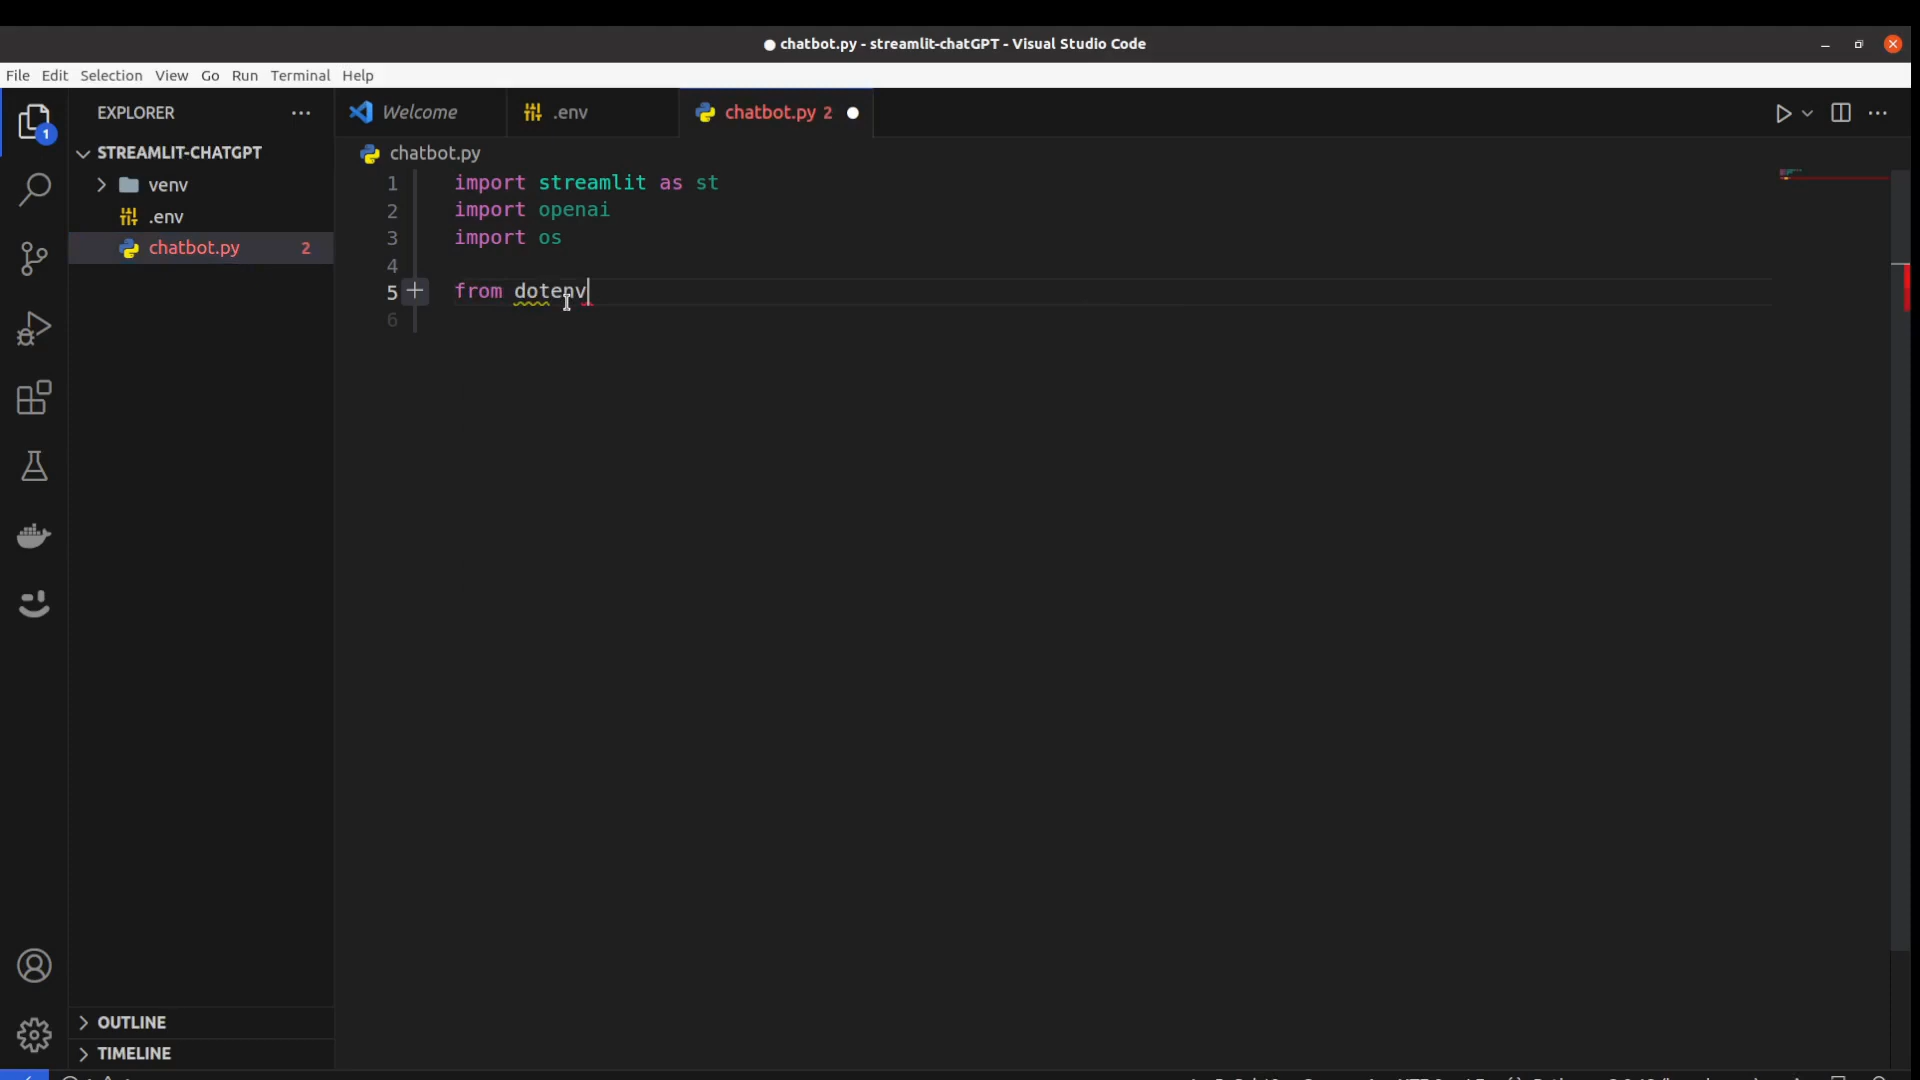 chatbot.py - streamlit-chatGPT - Visual Studio Code
File Edit Selection View Go Run Terminal Help
EXPLORER
Welcome
.env
chatbot.py 2
1
STREAMLIT-CHATGPT
venv
.env
chatbot.py 2
chatbot.py
1 import streamlit as st
2 import openai
3 import os
4
5 from dotenv
6
OUTLINE
TIMELINE